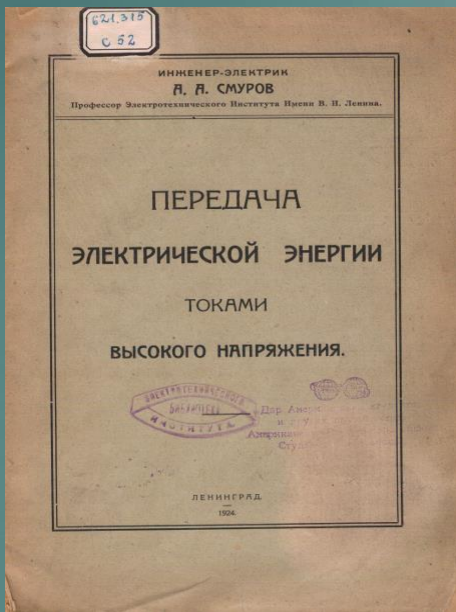 621.315
С 52
ИНЖЕНЕР-ЭЛЕКТРИК
А. А. СМУРОВ
Профессор Электротехнического Института Имени В. И. Ленина.
ПЕРЕДАЧА
ЭЛЕКТРИЧЕСКОЙ ЭНЕРГИИ
ТОКАМИ
ВЫСОКОГО НАПРЯЖЕНИЯ.
ЭЛЕКТРОТЕХНИЧЕСКОГО
ИНСТИТУТА
Дар
ЛЕНИНГРАД.
1924.